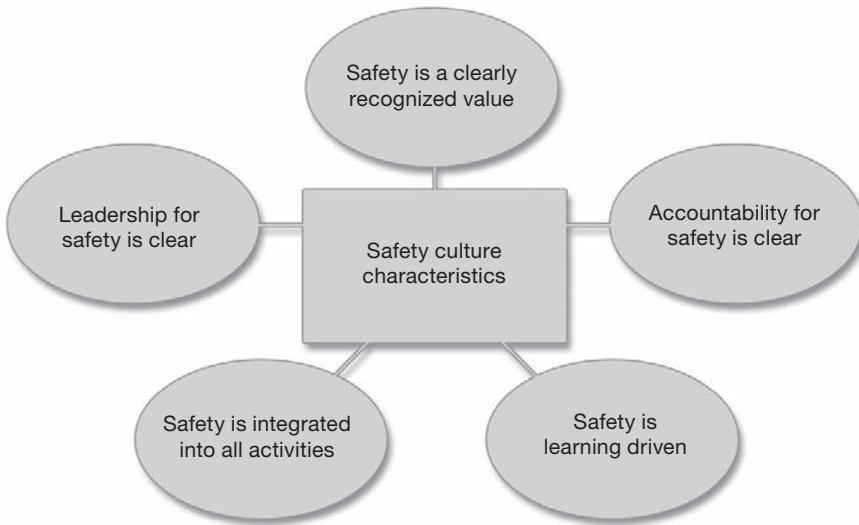 Safety is a clearly
recognized value
Leadership for
safety is clear
Accountability for
safety is clear
Safety culture
characteristics
Safety is integrated
into all activities
Safety is
learning driven